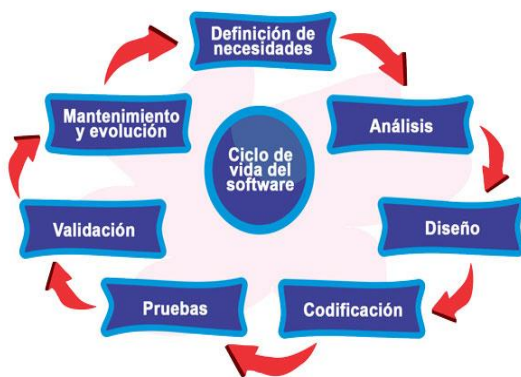 Definición de
necesidades
Análisis
Diseño
Codificación
Pruebas
Validación
Mantenimiento
y evolución
Ciclo de
vida del
software